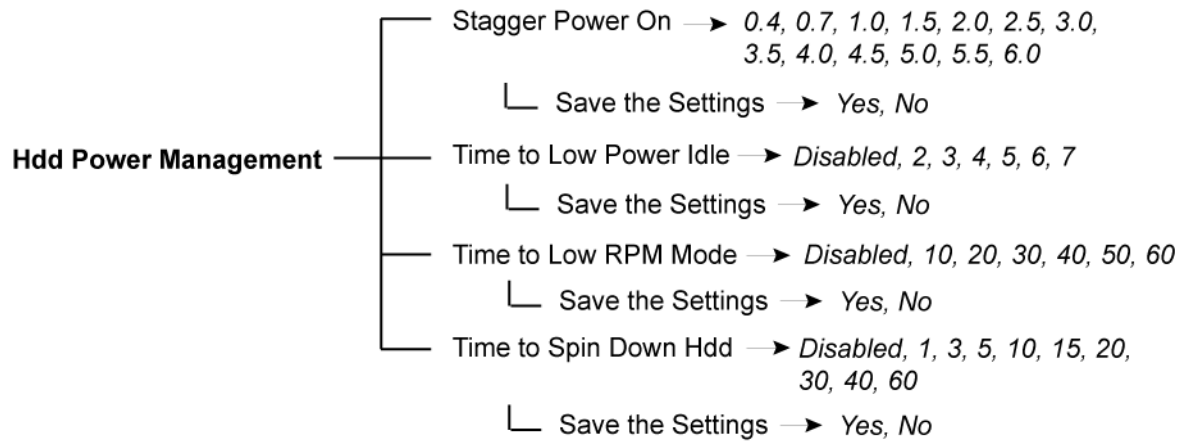 Stagger Power On 0.4, 0.7, 1.0, 1.5, 2.0, 2.5, 3.0,
3.5, 4.0, 4.5, 5.0, 5.5, 6.0
Save the Settings Yes, No
Hdd Power Management Time to Low Power Idle Disabled, 2, 3, 4, 5, 6, 7
Save the Settings Yes, No
Time to Low RPM Mode Disabled, 10, 20, 30, 40, 50, 60
Save the Settings Yes, No
Time to Spin Down Hdd Disabled, 1, 3, 5, 10, 15, 20,
30, 40, 60
Save the Settings Yes, No